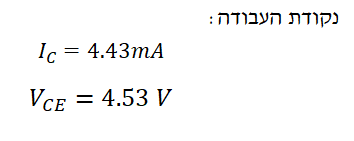 נקודת העבודה:
I_C = 4.43mA
V_CE = 4.53 V